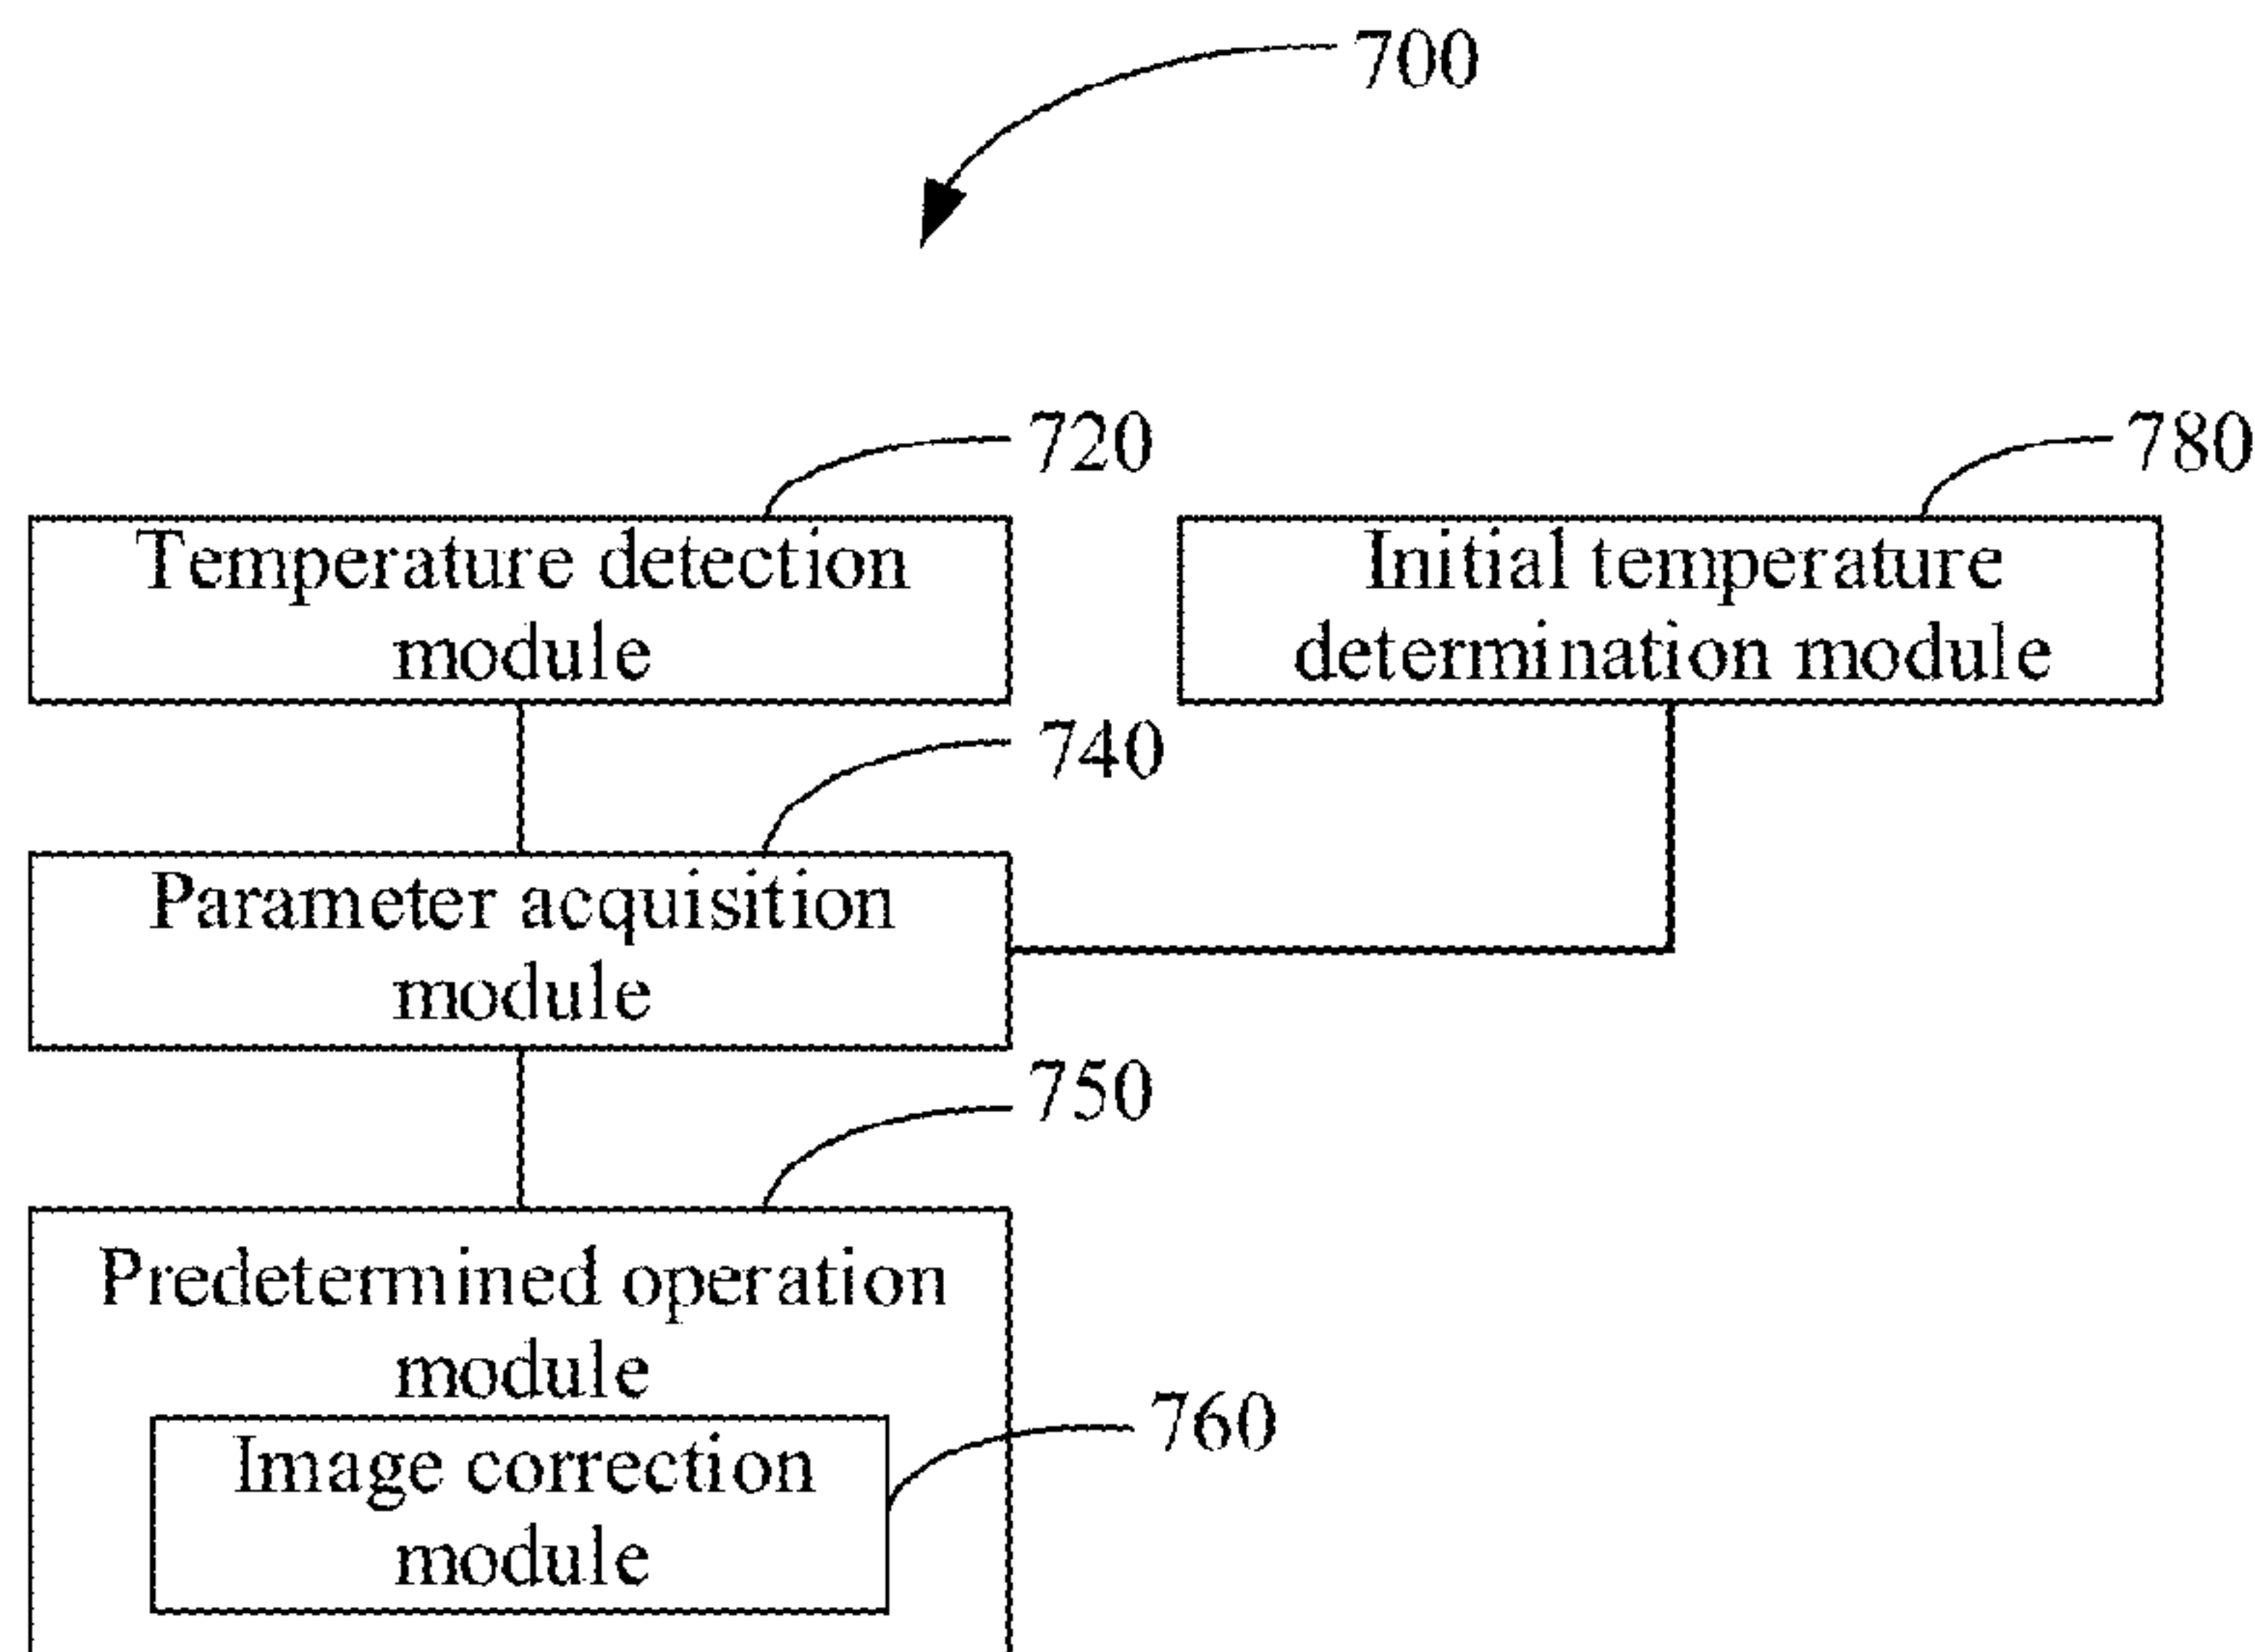 700
720
780
Temperature detection
module
Initial temperature
determination module
740
Parameter acquisition
module
750
Predetermined operation
module
760
Image correction
module